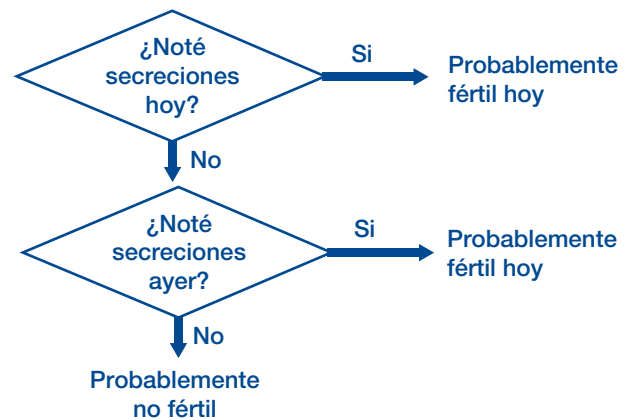 ¿Noté
secreciones
hoy?
Si
Probablemente
fértil hoy
No
¿Noté
secreciones
ayer?
Si
Probablemente
fértil hoy
No
Probablemente
no fértil